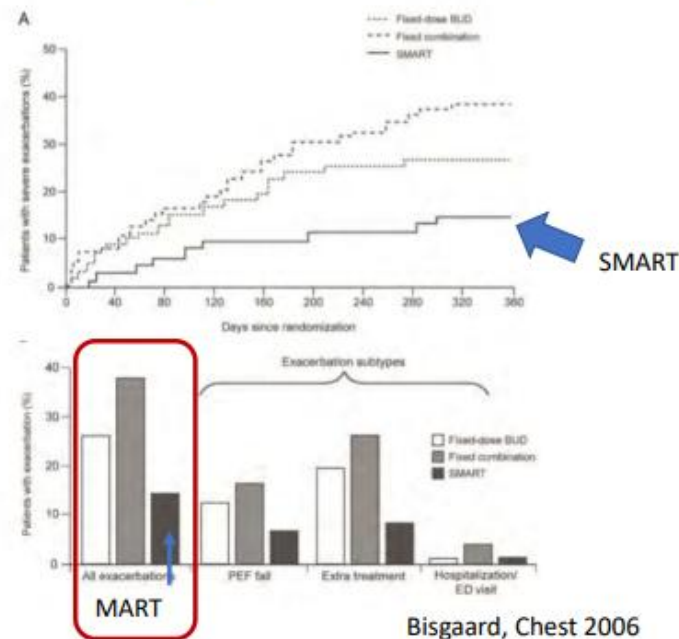 A
Fixed-dose BUD
Fixed combination
SMART
Patients with severe exacerbations (%)
50
40
30
20
10
0
0 40 80 120 160 200 240 280 320 360
Days since randomization
SMART
Exacerbation subtypes
Patients with exacerbation (%)
40
30
20
10
0
Fixed-dose BUD
Fixed combination
SMART
All exacerbations PEF fall Extra treatment Hospitalization/
ED visit
MART
Bisgaard, Chest 2006